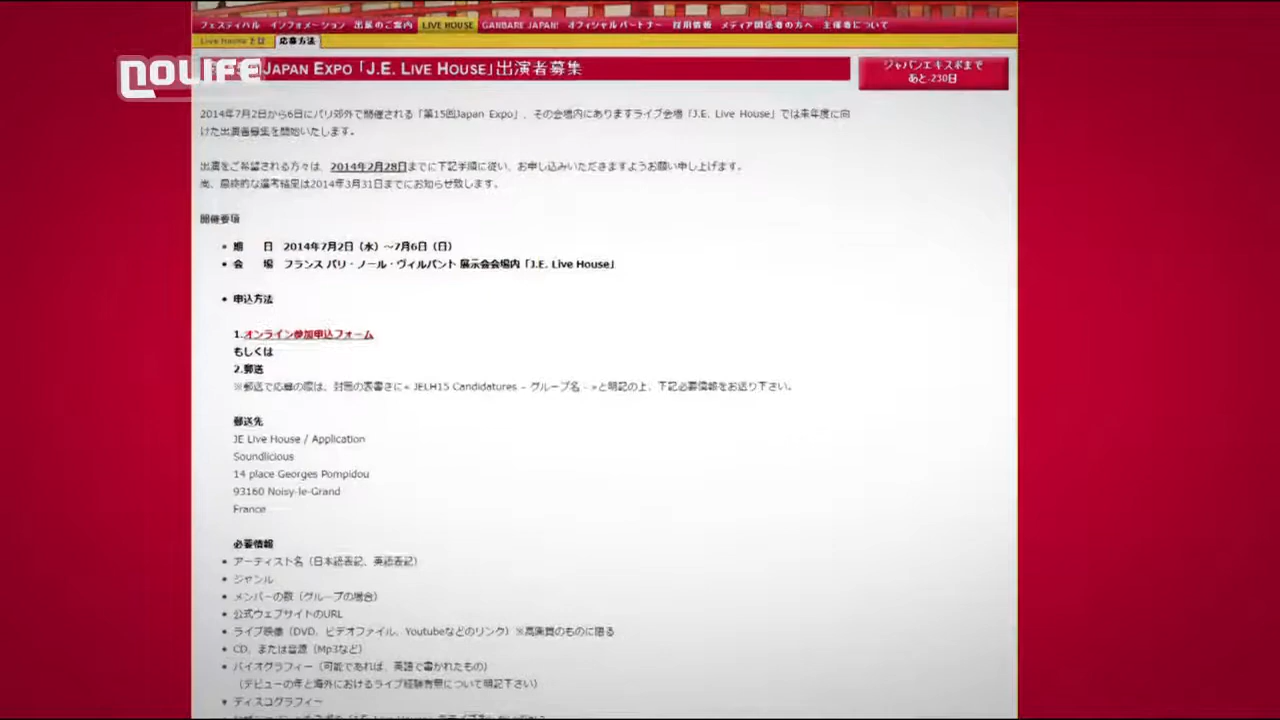 フェスティバル インフォメーション 出展のご案内 LIVE HOUSE GANBARE JAPAN! オフィシャルパートナー 採用情報 メディア関係者の方へ 主催者について
Live Houseとは 応募方法
nolife
JAPAN EXPO「J.E. LIVE HOUSE」出演者募集
ジャパンエキスポまで
あと-230日
2014年7月2日から6日にパリ郊外で開催される「第15回Japan Expo」、その会場内にありますライブ会場「J.E. Live House」では来年度に向
けた出演者募集を開始いたします。
出演をご希望される方々は、2014年2月28日までに下記手順に従い、お申し込みいただきますようお願い申し上げます。
尚、最終的な選考結果は2014年3月31日までにお知らせ致します。
開催要項
• 期 日 2014年7月2日（水）～7月6日（日）
• 会 場 フランス パリ・ノール・ヴィルパント 展示会会場内「J.E. Live House」
• 申込方法
1.オンライン参加申込フォーム
もしくは
2.郵送
※郵送で応募の際は、封筒の表書きに« JELH15 Candidatures – グループ名 - »と明記の上、下記必要情報をお送り下さい。
郵送先
JE Live House / Application
Soundlicious
14 place Georges Pompidou
93160 Noisy-le-Grand
France
必要情報
• アーティスト名（日本語表記、英語表記）
• ジャンル
• メンバーの数（グループの場合）
• 公式ウェブサイトのURL
• ライブ映像（DVD、ビデオファイル、Youtubeなどのリンク）※高画質のものに限る
• CD、または音源（Mp3など）
• バイオグラフィー（可能であれば、英語で書かれたもの）
（デビューの年と海外におけるライブ経験有無について明記下さい）
• ディスコグラフィー